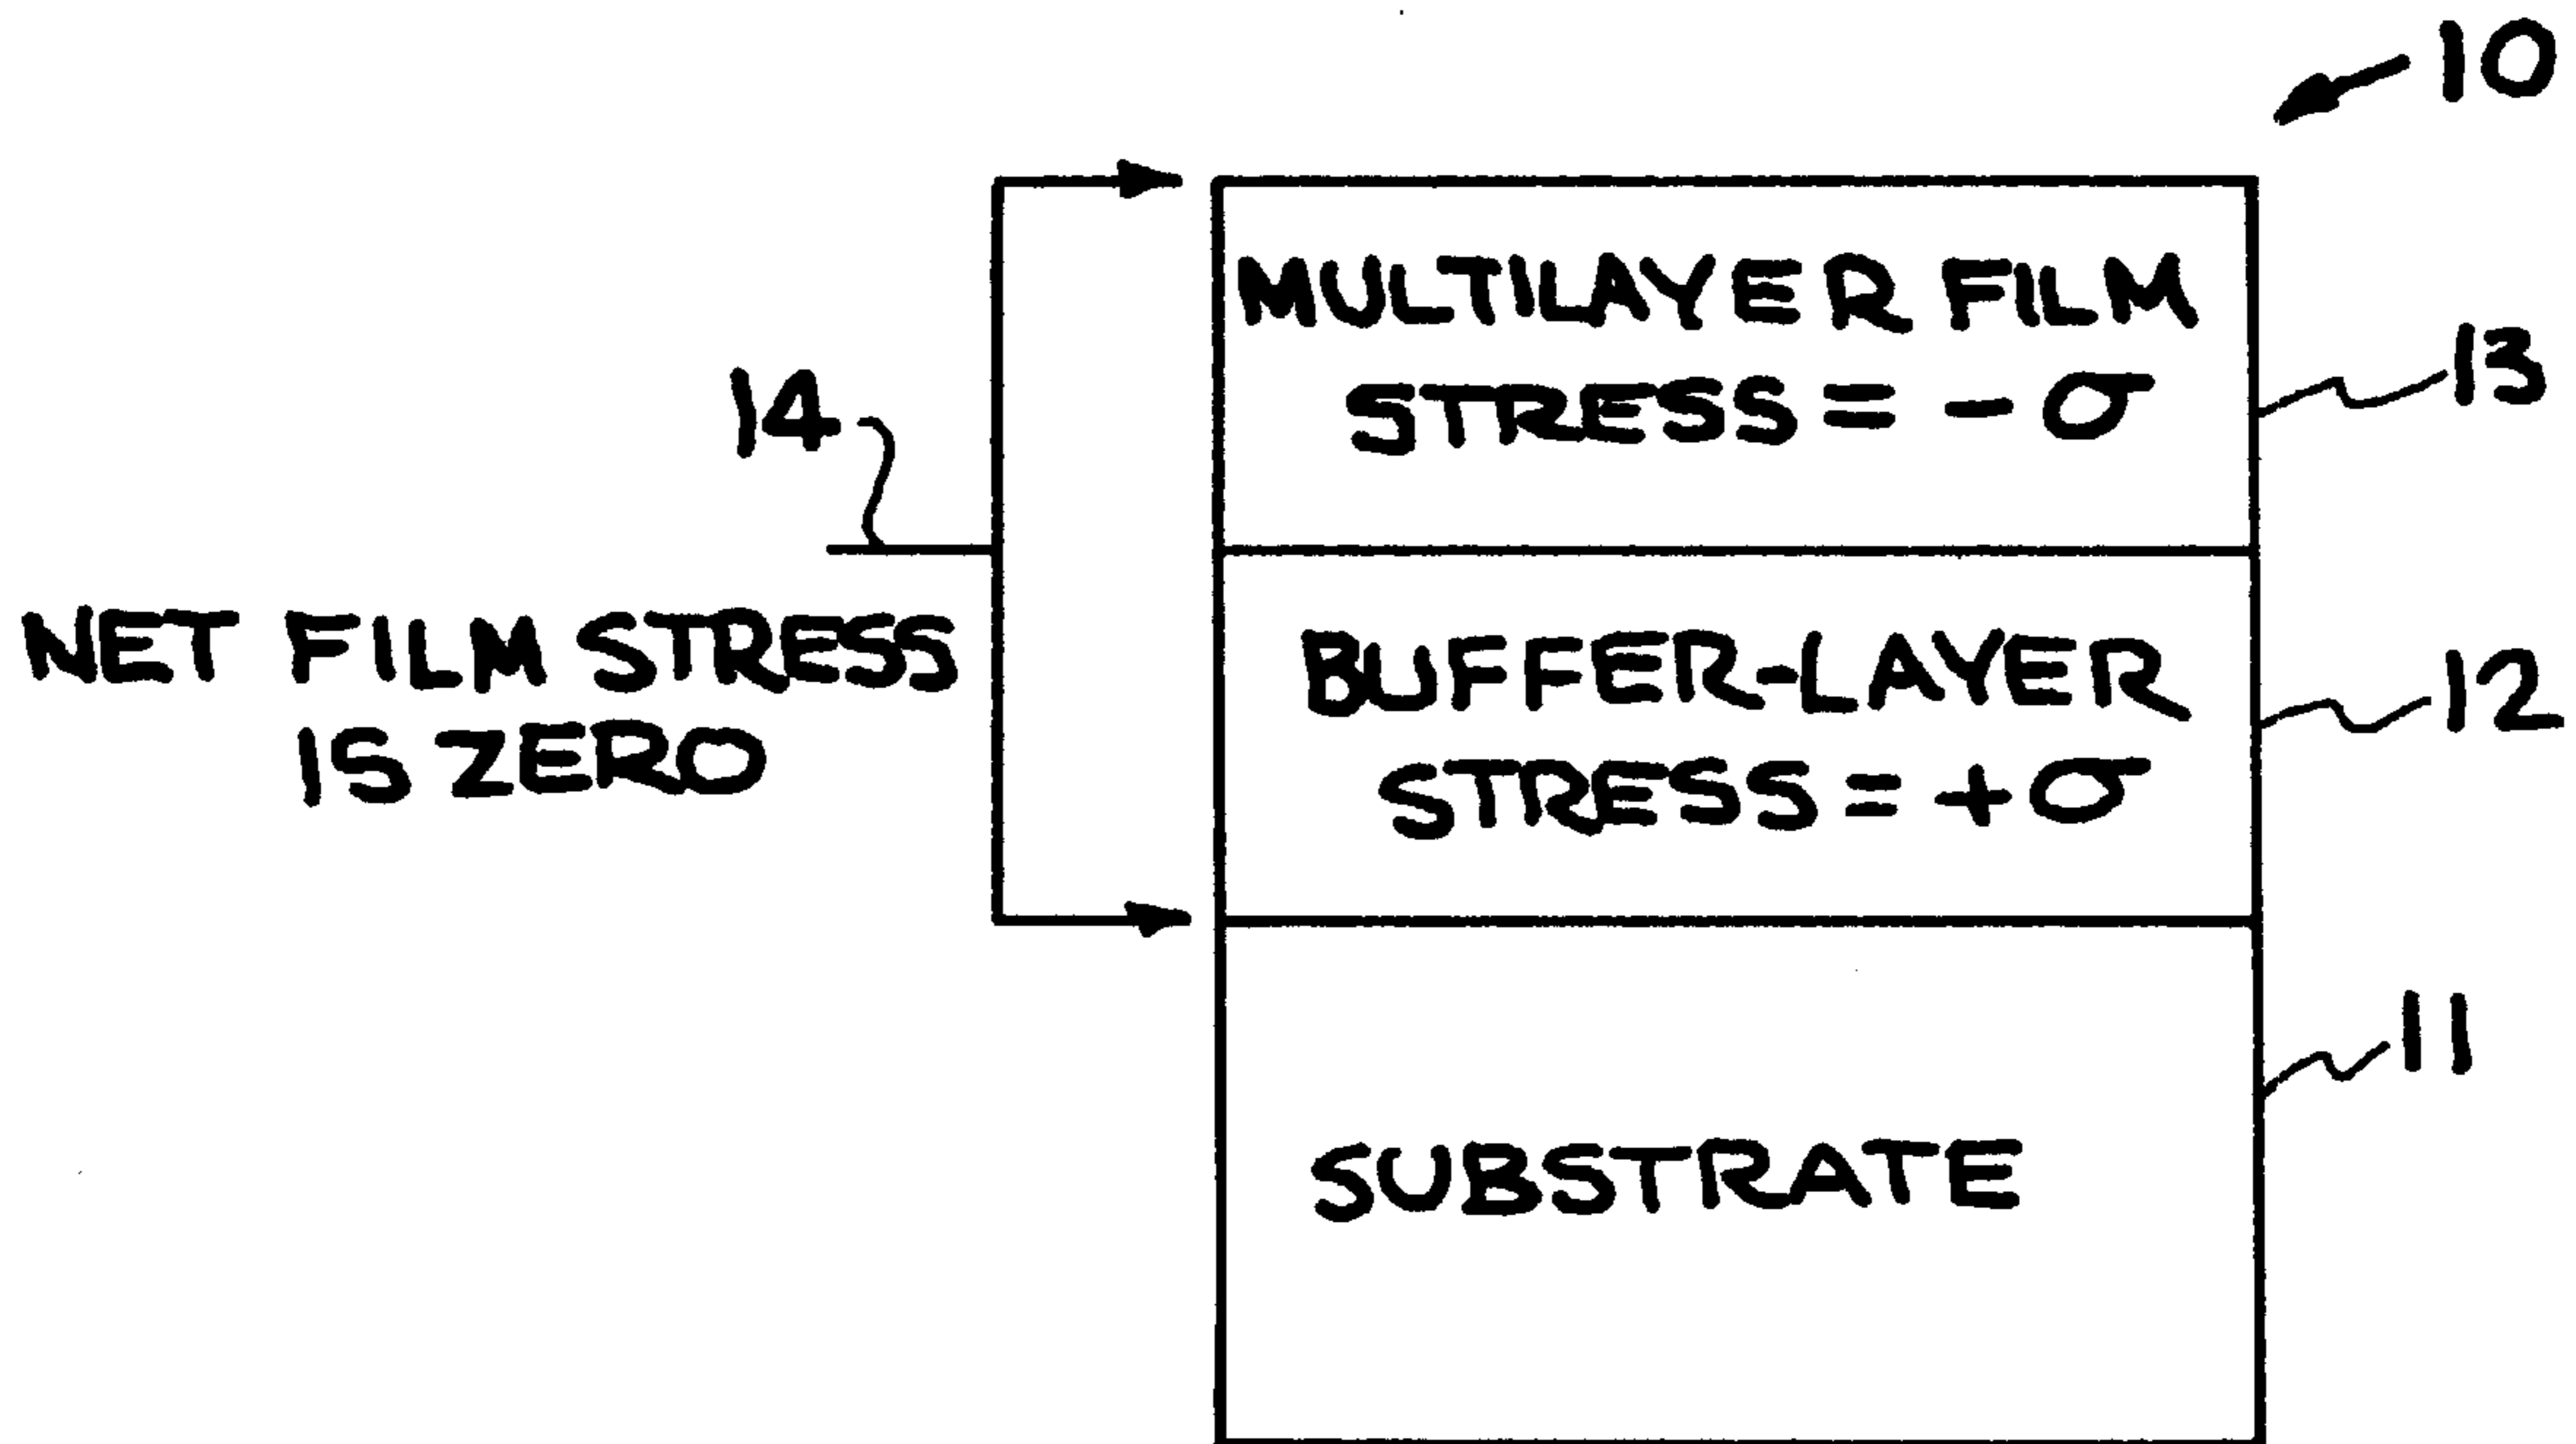 10
MULTILAYER FILM
STRESS = - σ
13
14
NET FILM STRESS
IS ZERO
BUFFER-LAYER
STRESS = + σ
12
11
SUBSTRATE